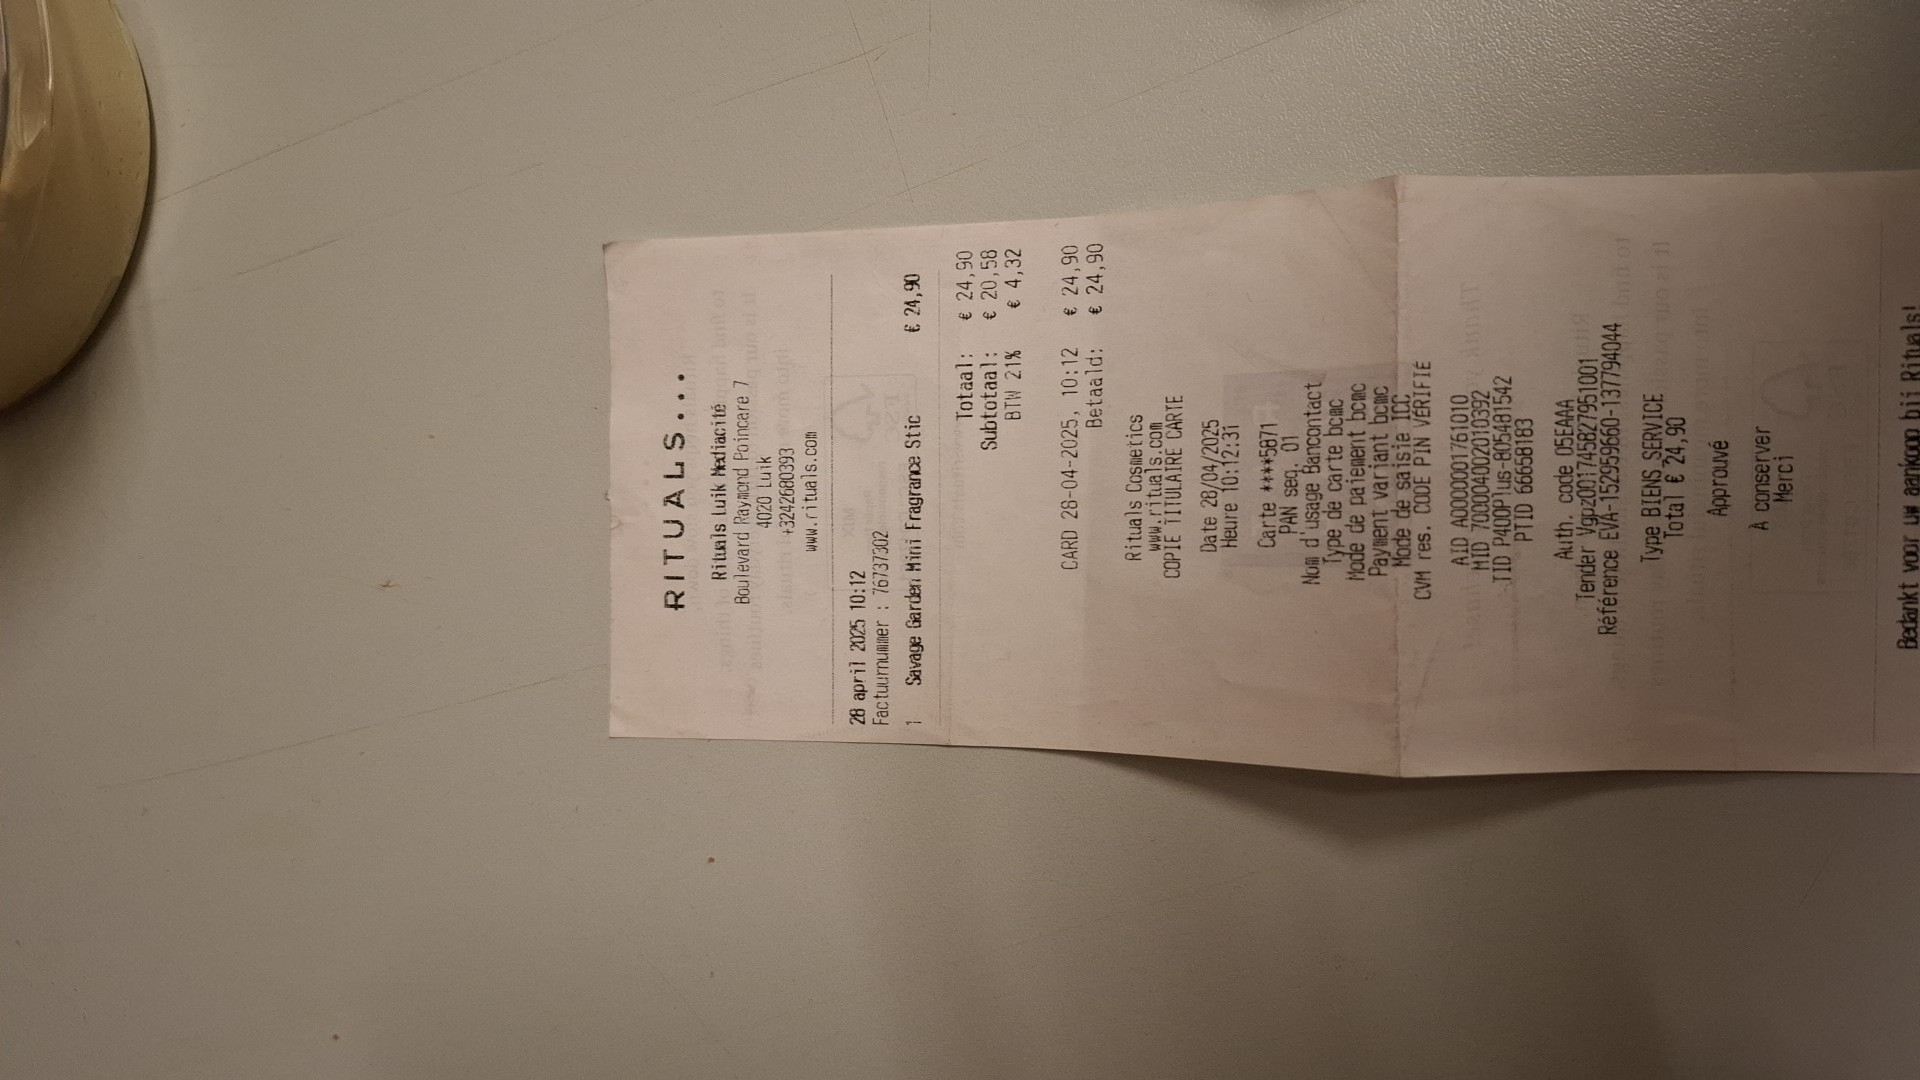 RITUALS...
Rituals Luik Mediacité
Boulevard Raymond Poincare 7
4020 Luik
+3242680393
www.rituals.com
28 april 2025 10:12
Factuurnummer : 76737302
1 Savage Garden Mini Fragrance Stic € 24,90
Totaal: € 24,90
Subtotaal: € 20,58
BTW 21% € 4,32
CARD 28-04-2025, 10:12 € 24,90
Betaald: € 24,90
Rituals Cosmetics
www.rituals.com
COPIE TITULAIRE CARTE
Date 28/04/2025
Heure 10:12:31
Carte ****5871
PAN seq. 01
Nom d'usage Bancontact
Type de carte bcmc
Mode de paiement bcmc
Payment variant bcmc
Mode de saisie ICC
CVM res. CODE PIN VÉRIFIÉ
AID A0000001761010
MID 70004002010392
TID P400Plus-805481542
PTID 66658183
Auth. code 05EAAA
Tender Vgpz001745827951001
Référence EVA-152959660-137794044
Type BIENS SERVICE
Total € 24,90
Approuvé
À conserver
Merci
Bedankt voor uw aankoop bij Rituals!